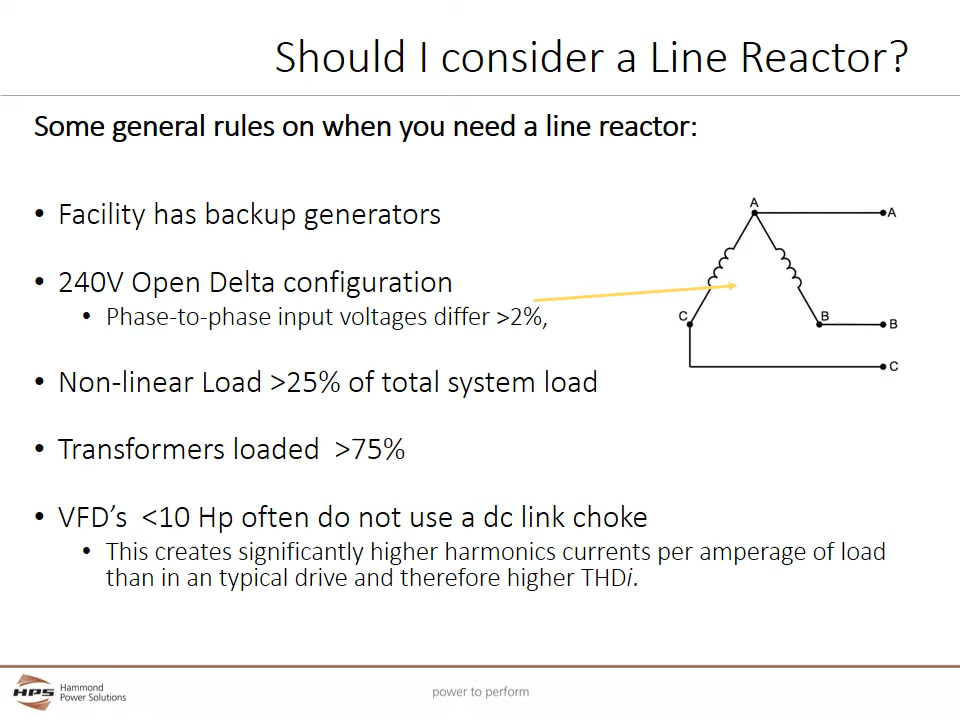 Should I consider a Line Reactor?
Some general rules on when you need a line reactor:
• Facility has backup generators
• 240V Open Delta configuration
• Phase-to-phase input voltages differ >2%,
A
A
C
B
B
C
• Non-linear Load >25% of total system load
• Transformers loaded >75%
• VFD's <10 Hp often do not use a dc link choke
• This creates significantly higher harmonics currents per amperage of load
than in an typical drive and therefore higher THDi.
HPS
Hammond
Power Solutions
power to perform